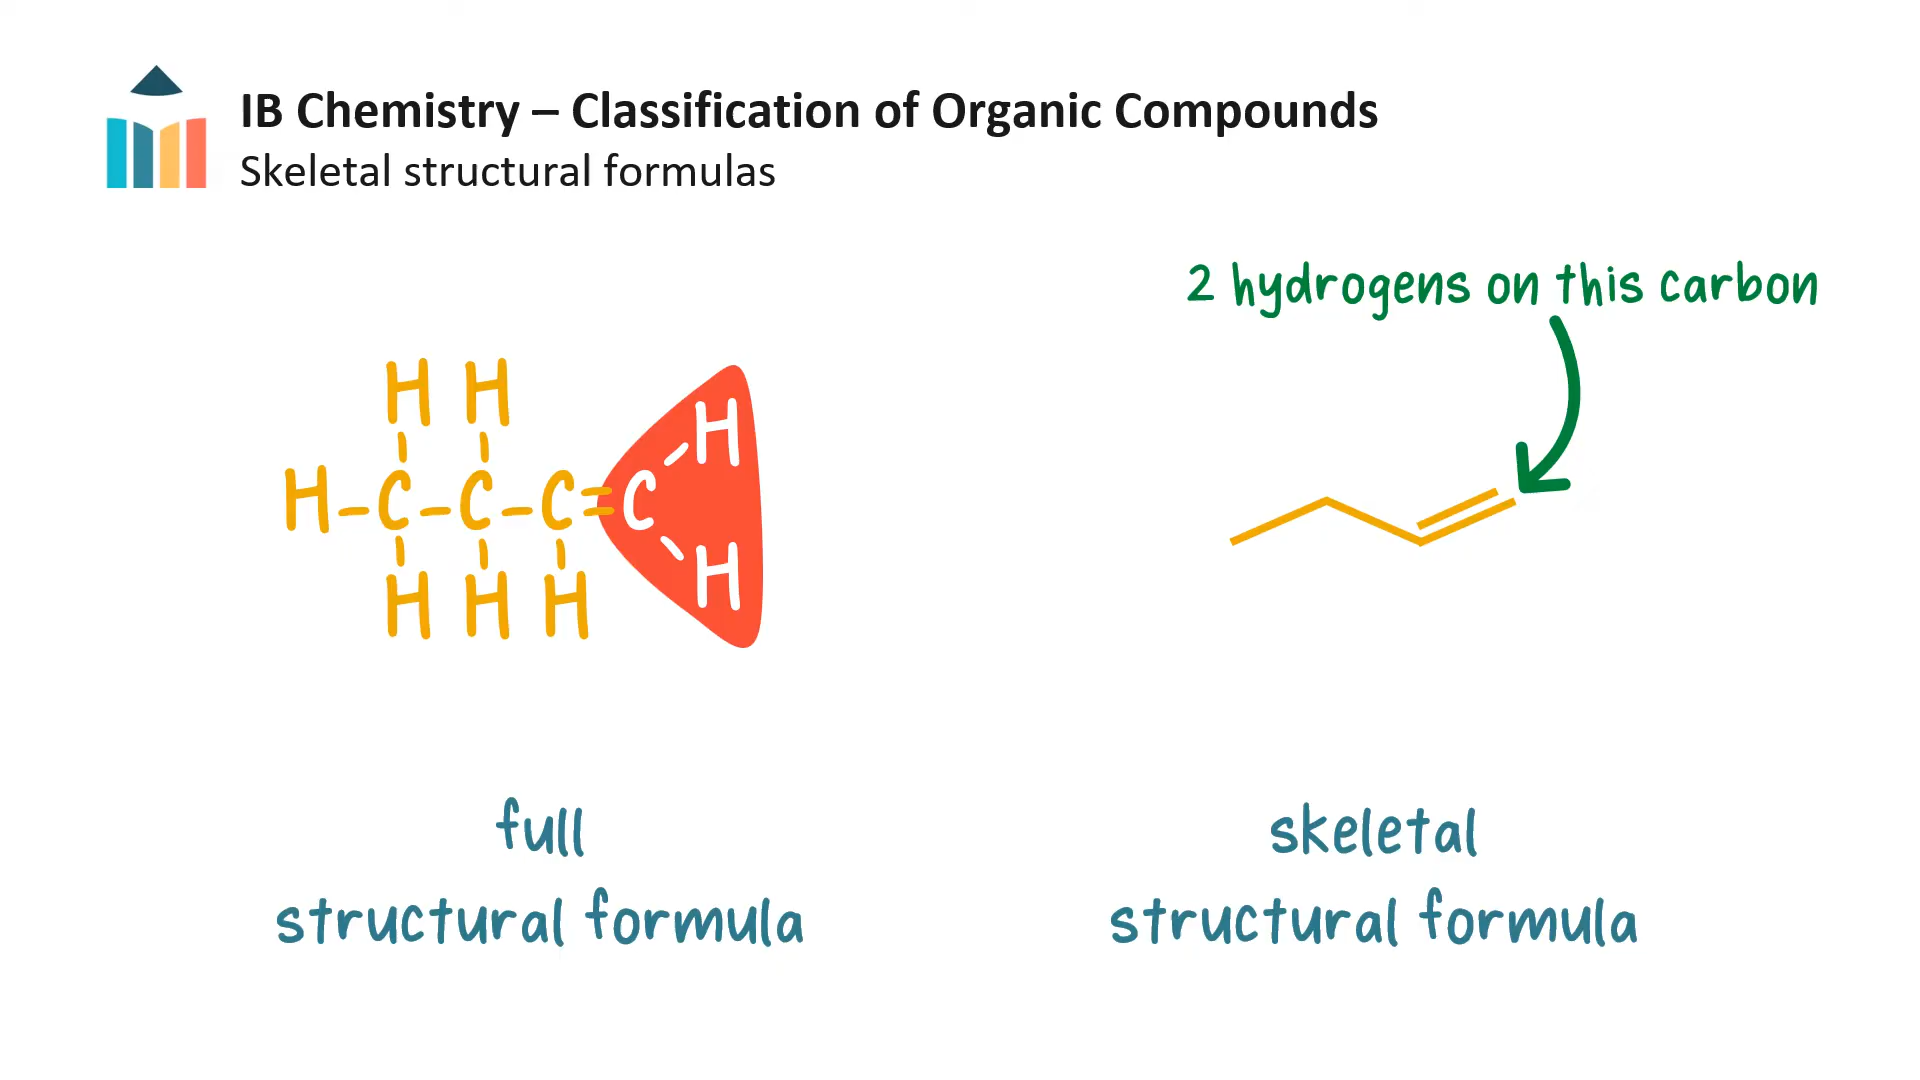 IB Chemistry – Classification of Organic Compounds
Skeletal structural formulas
2 hydrogens on this carbon
H H H
H–C–C–C=C
H H H H
full
structural formula
skeletal
structural formula